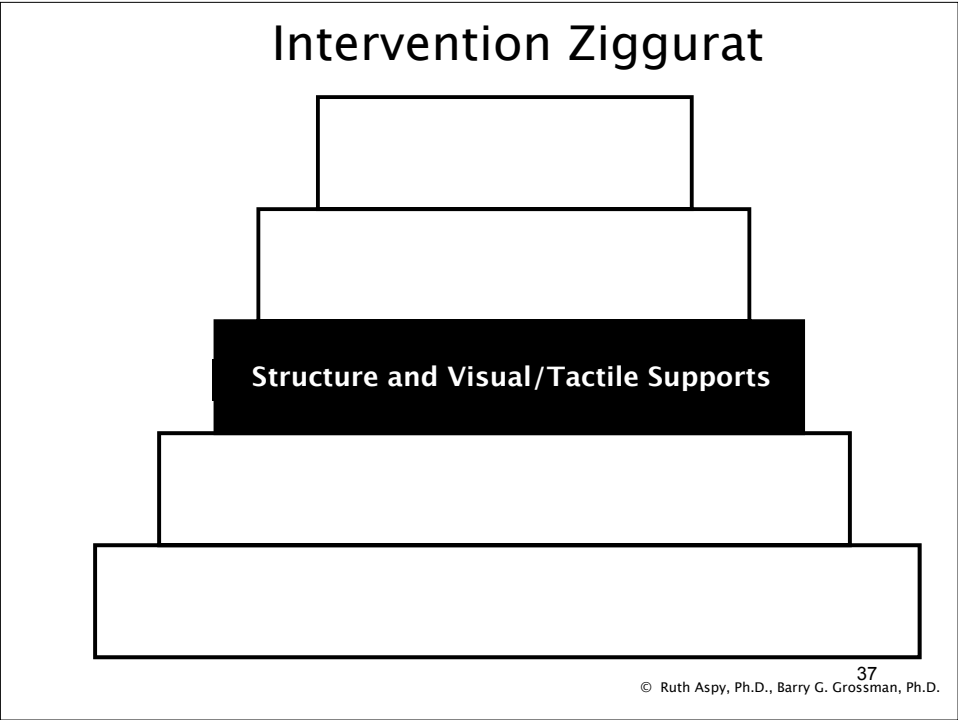 Intervention Ziggurat
Structure and Visual/Tactile Supports
37
© Ruth Aspy, Ph.D., Barry G. Grossman, Ph.D.